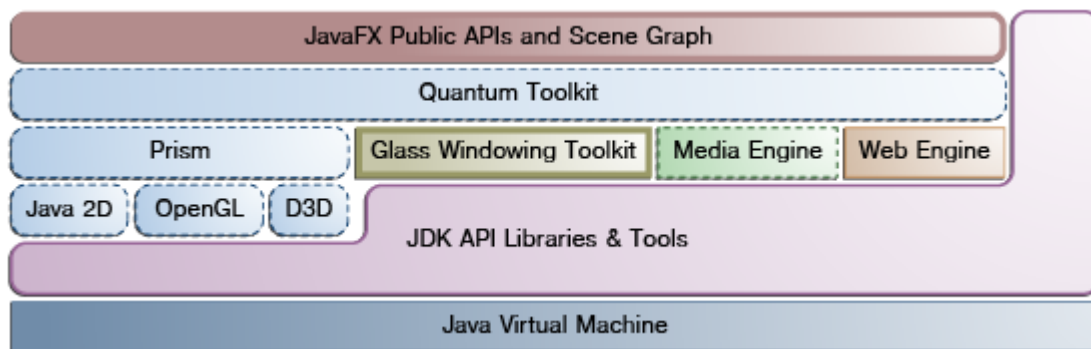 JavaFX Public APIs and Scene Graph
Quantum Toolkit
Prism
Glass Windowing Toolkit
Media Engine
Web Engine
Java 2D
OpenGL
D3D
JDK API Libraries & Tools
Java Virtual Machine